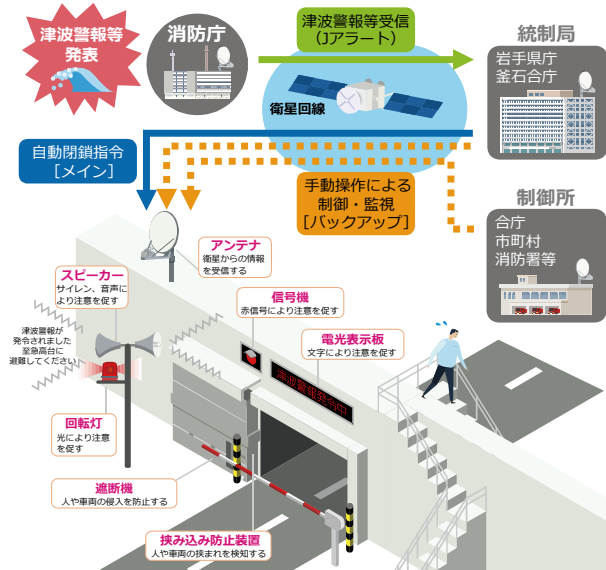 津波警報等
発表
消防庁
津波警報等受信
（Jアラート）
統制局
岩手県庁
釜石合庁
衛星回線
自動閉鎖指令
［メイン］
手動操作による
制御・監視
［バックアップ］
制御所
合庁
市町村
消防署等
アンテナ
衛星からの情報
を受信する
スピーカー
サイレン、音声に
より注意を促す
信号機
赤信号により注意を促す
津波警報が
発令されました
至急高台に
避難してください
電光表示板
文字により注意を促す
津波警報発令中
回転灯
光により注意
を促す
遮断機
人や車両の侵入を防止する
挟み込み防止装置
人や車両の挟まれを検知する